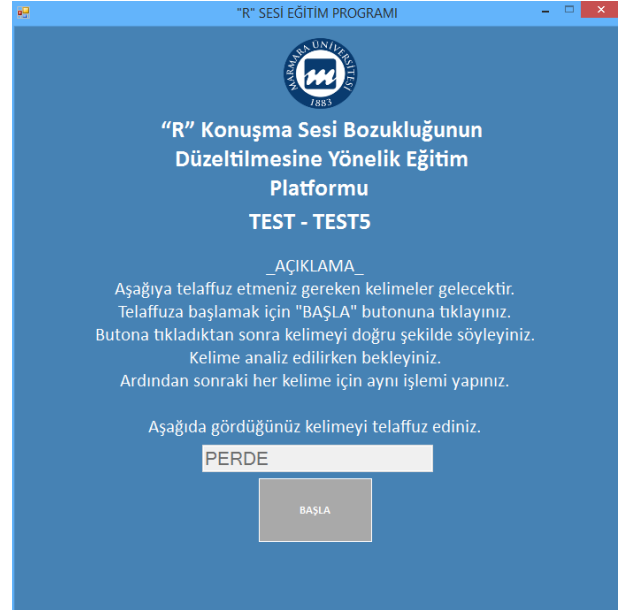 "R" SESİ EĞİTİM PROGRAMI
MARMARA ÜNİVERSİTESİ
m
1883
“R” Konuşma Sesi Bozukluğunun
Düzeltilmesine Yönelik Eğitim
Platformu
TEST - TEST5
_AÇIKLAMA_
Aşağıya telaffuz etmeniz gereken kelimeler gelecektir.
Telaffuza başlamak için "BAŞLA" butonuna tıklayınız.
Butona tıkladıktan sonra kelimeyi doğru şekilde söyleyiniz.
Kelime analiz edilirken bekleyiniz.
Ardından sonraki her kelime için aynı işlemi yapınız.
Aşağıda gördüğünüz kelimeyi telaffuz ediniz.
PERDE
BAŞLA